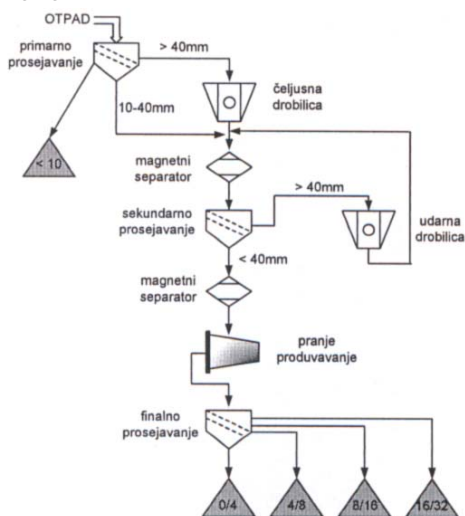 OTPAD
primarno
prosejavanje
> 40mm
čeljusna
drobilica
10-40mm
< 10
magnetni
separator
> 40mm
sekundarno
prosejavanje
udarna
drobilica
< 40mm
magnetni
separator
pranje
produvavanje
finalno
prosejavanje
0/4
4/8
8/16
16/32